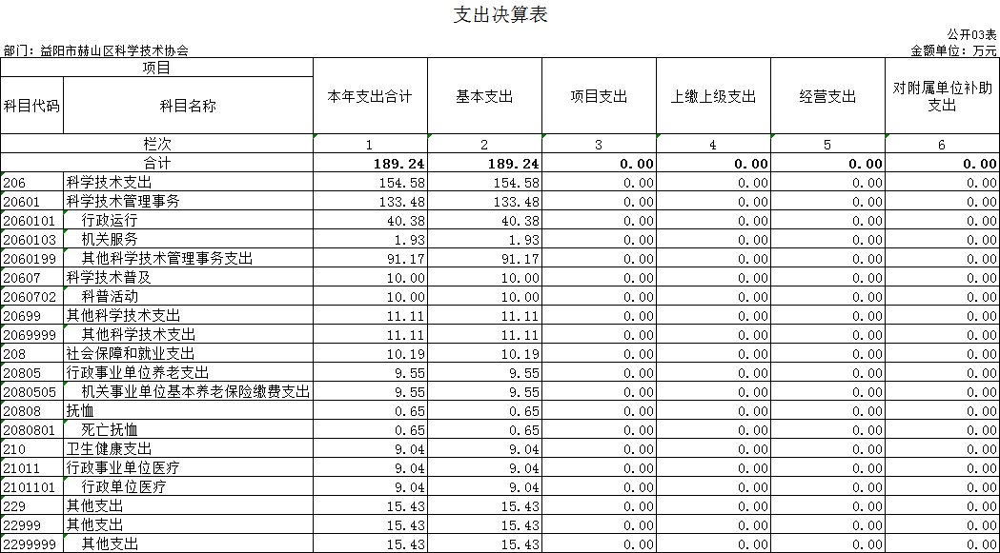 支出决算表
公开03表
部门：益阳市赫山区科学技术协会 金额单位：万元
项目
科目代码 科目名称 本年支出合计 基本支出 项目支出 上缴上级支出 经营支出 对附属单位补助
支出
栏次 1 2 3 4 5 6
合计 189.24 189.24 0.00 0.00 0.00 0.00
206 科学技术支出 154.58 154.58 0.00 0.00 0.00 0.00
20601 科学技术管理事务 133.48 133.48 0.00 0.00 0.00 0.00
2060101 行政运行 40.38 40.38 0.00 0.00 0.00 0.00
2060103 机关服务 1.93 1.93 0.00 0.00 0.00 0.00
2060199 其他科学技术管理事务支出 91.17 91.17 0.00 0.00 0.00 0.00
20607 科学技术普及 10.00 10.00 0.00 0.00 0.00 0.00
2060702 科普活动 10.00 10.00 0.00 0.00 0.00 0.00
20699 其他科学技术支出 11.11 11.11 0.00 0.00 0.00 0.00
2069999 其他科学技术支出 11.11 11.11 0.00 0.00 0.00 0.00
208 社会保障和就业支出 10.19 10.19 0.00 0.00 0.00 0.00
20805 行政事业单位养老支出 9.55 9.55 0.00 0.00 0.00 0.00
2080505 机关事业单位基本养老保险缴费支出 9.55 9.55 0.00 0.00 0.00 0.00
20808 抚恤 0.65 0.65 0.00 0.00 0.00 0.00
2080801 死亡抚恤 0.65 0.65 0.00 0.00 0.00 0.00
210 卫生健康支出 9.04 9.04 0.00 0.00 0.00 0.00
21011 行政事业单位医疗 9.04 9.04 0.00 0.00 0.00 0.00
2101101 行政单位医疗 9.04 9.04 0.00 0.00 0.00 0.00
229 其他支出 15.43 15.43 0.00 0.00 0.00 0.00
22999 其他支出 15.43 15.43 0.00 0.00 0.00 0.00
2299999 其他支出 15.43 15.43 0.00 0.00 0.00 0.00